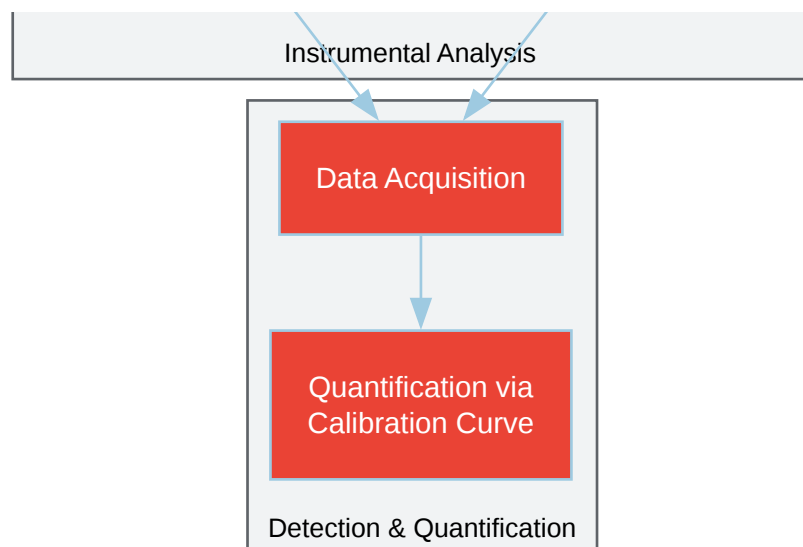 Instrumental Analysis
Data Acquisition
Quantification via
Calibration Curve
Detection & Quantification